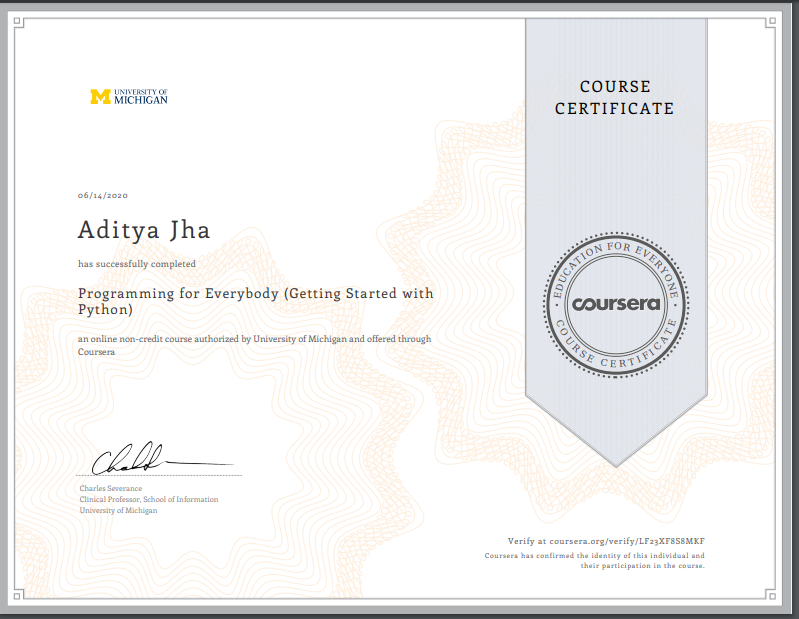 M UNIVERSITY OF
MICHIGAN
COURSE
CERTIFICATE
06/14/2020
Aditya Jha
has successfully completed
Programming for Everybody (Getting Started with
Python)
an online non-credit course authorized by University of Michigan and offered through
Coursera
EDUCATION FOR EVERYONE
coursera
COURSE CERTIFICATE
Charles Severance
Clinical Professor, School of Information
University of Michigan
Verify at coursera.org/verify/LF23XF8S8MKF
Coursera has confirmed the identity of this individual and
their participation in the course.